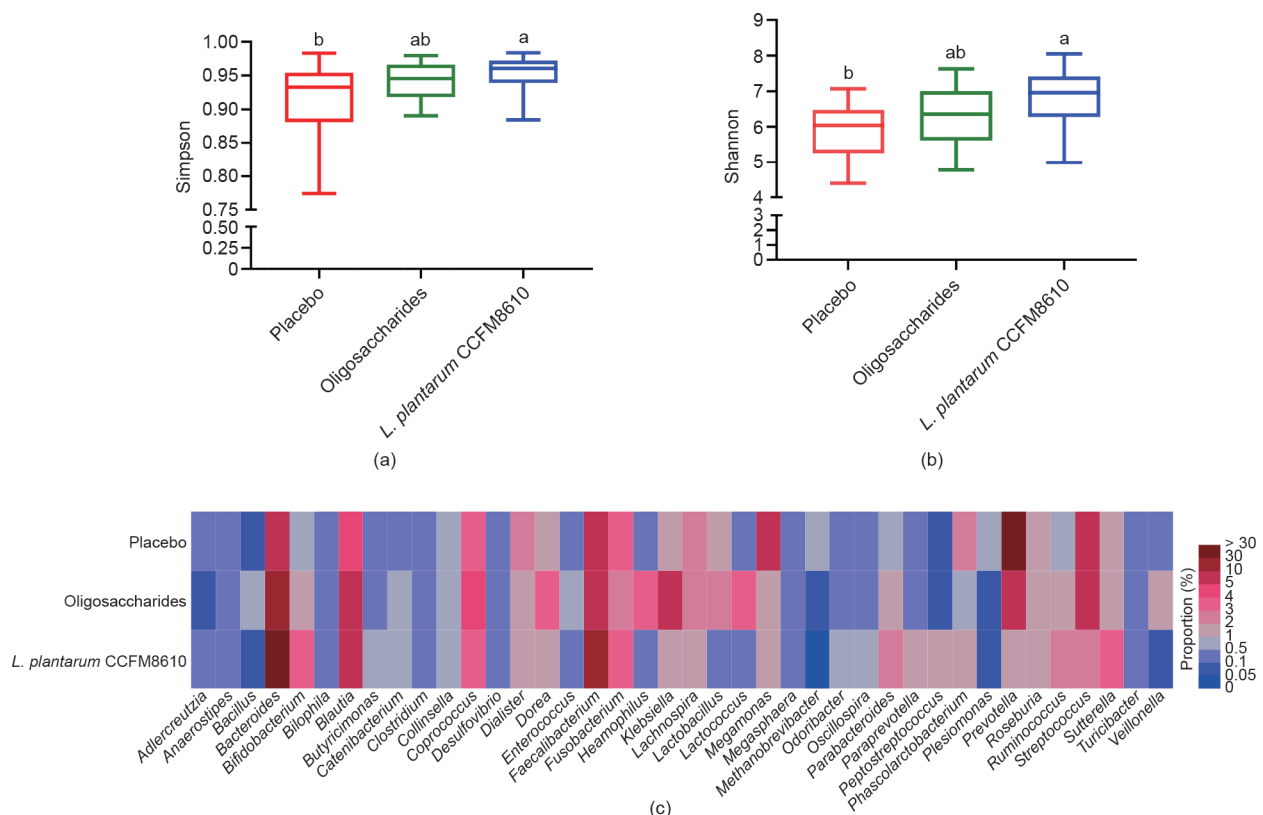 Simpson
1.00
0.95
0.90
0.85
0.80
0.75
0.50
0.25
0
b
ab
a
Placebo
Oligosaccharides
L. plantarum CCFM8610
(a)
Shannon
9
8
7
6
5
4
3
2
1
0
b
ab
a
Placebo
Oligosaccharides
L. plantarum CCFM8610
(b)
Placebo
Oligosaccharides
L. plantarum CCFM8610
Adlercreutzia
Anaerostipes
Bacillus
Bacteroides
Bifidobacterium
Bilophila
Blautia
Butyricimonas
Catenibacterium
Clostridium
Collinsella
Coprococcus
Desulfovibrio
Dialister
Dorea
Enterococcus
Faecalibacterium
Fusobacterium
Heamophilus
Klebsiella
Lachnospira
Lactobacillus
Lactococcus
Megamonas
Megasphaera
Methanobrevibacter
Odoribacter
Oscillospira
Parabacteroides
Paraprevotella
Peptostreptococcus
Phascolarctobacterium
Plesiomonas
Prevotella
Roseburia
Ruminococcus
Streptococcus
Sutterella
Turicibacter
Veillonella
Proportion (%)
> 30
30
10
5
4
3
2
1
0.5
0.1
0.05
0
(c)